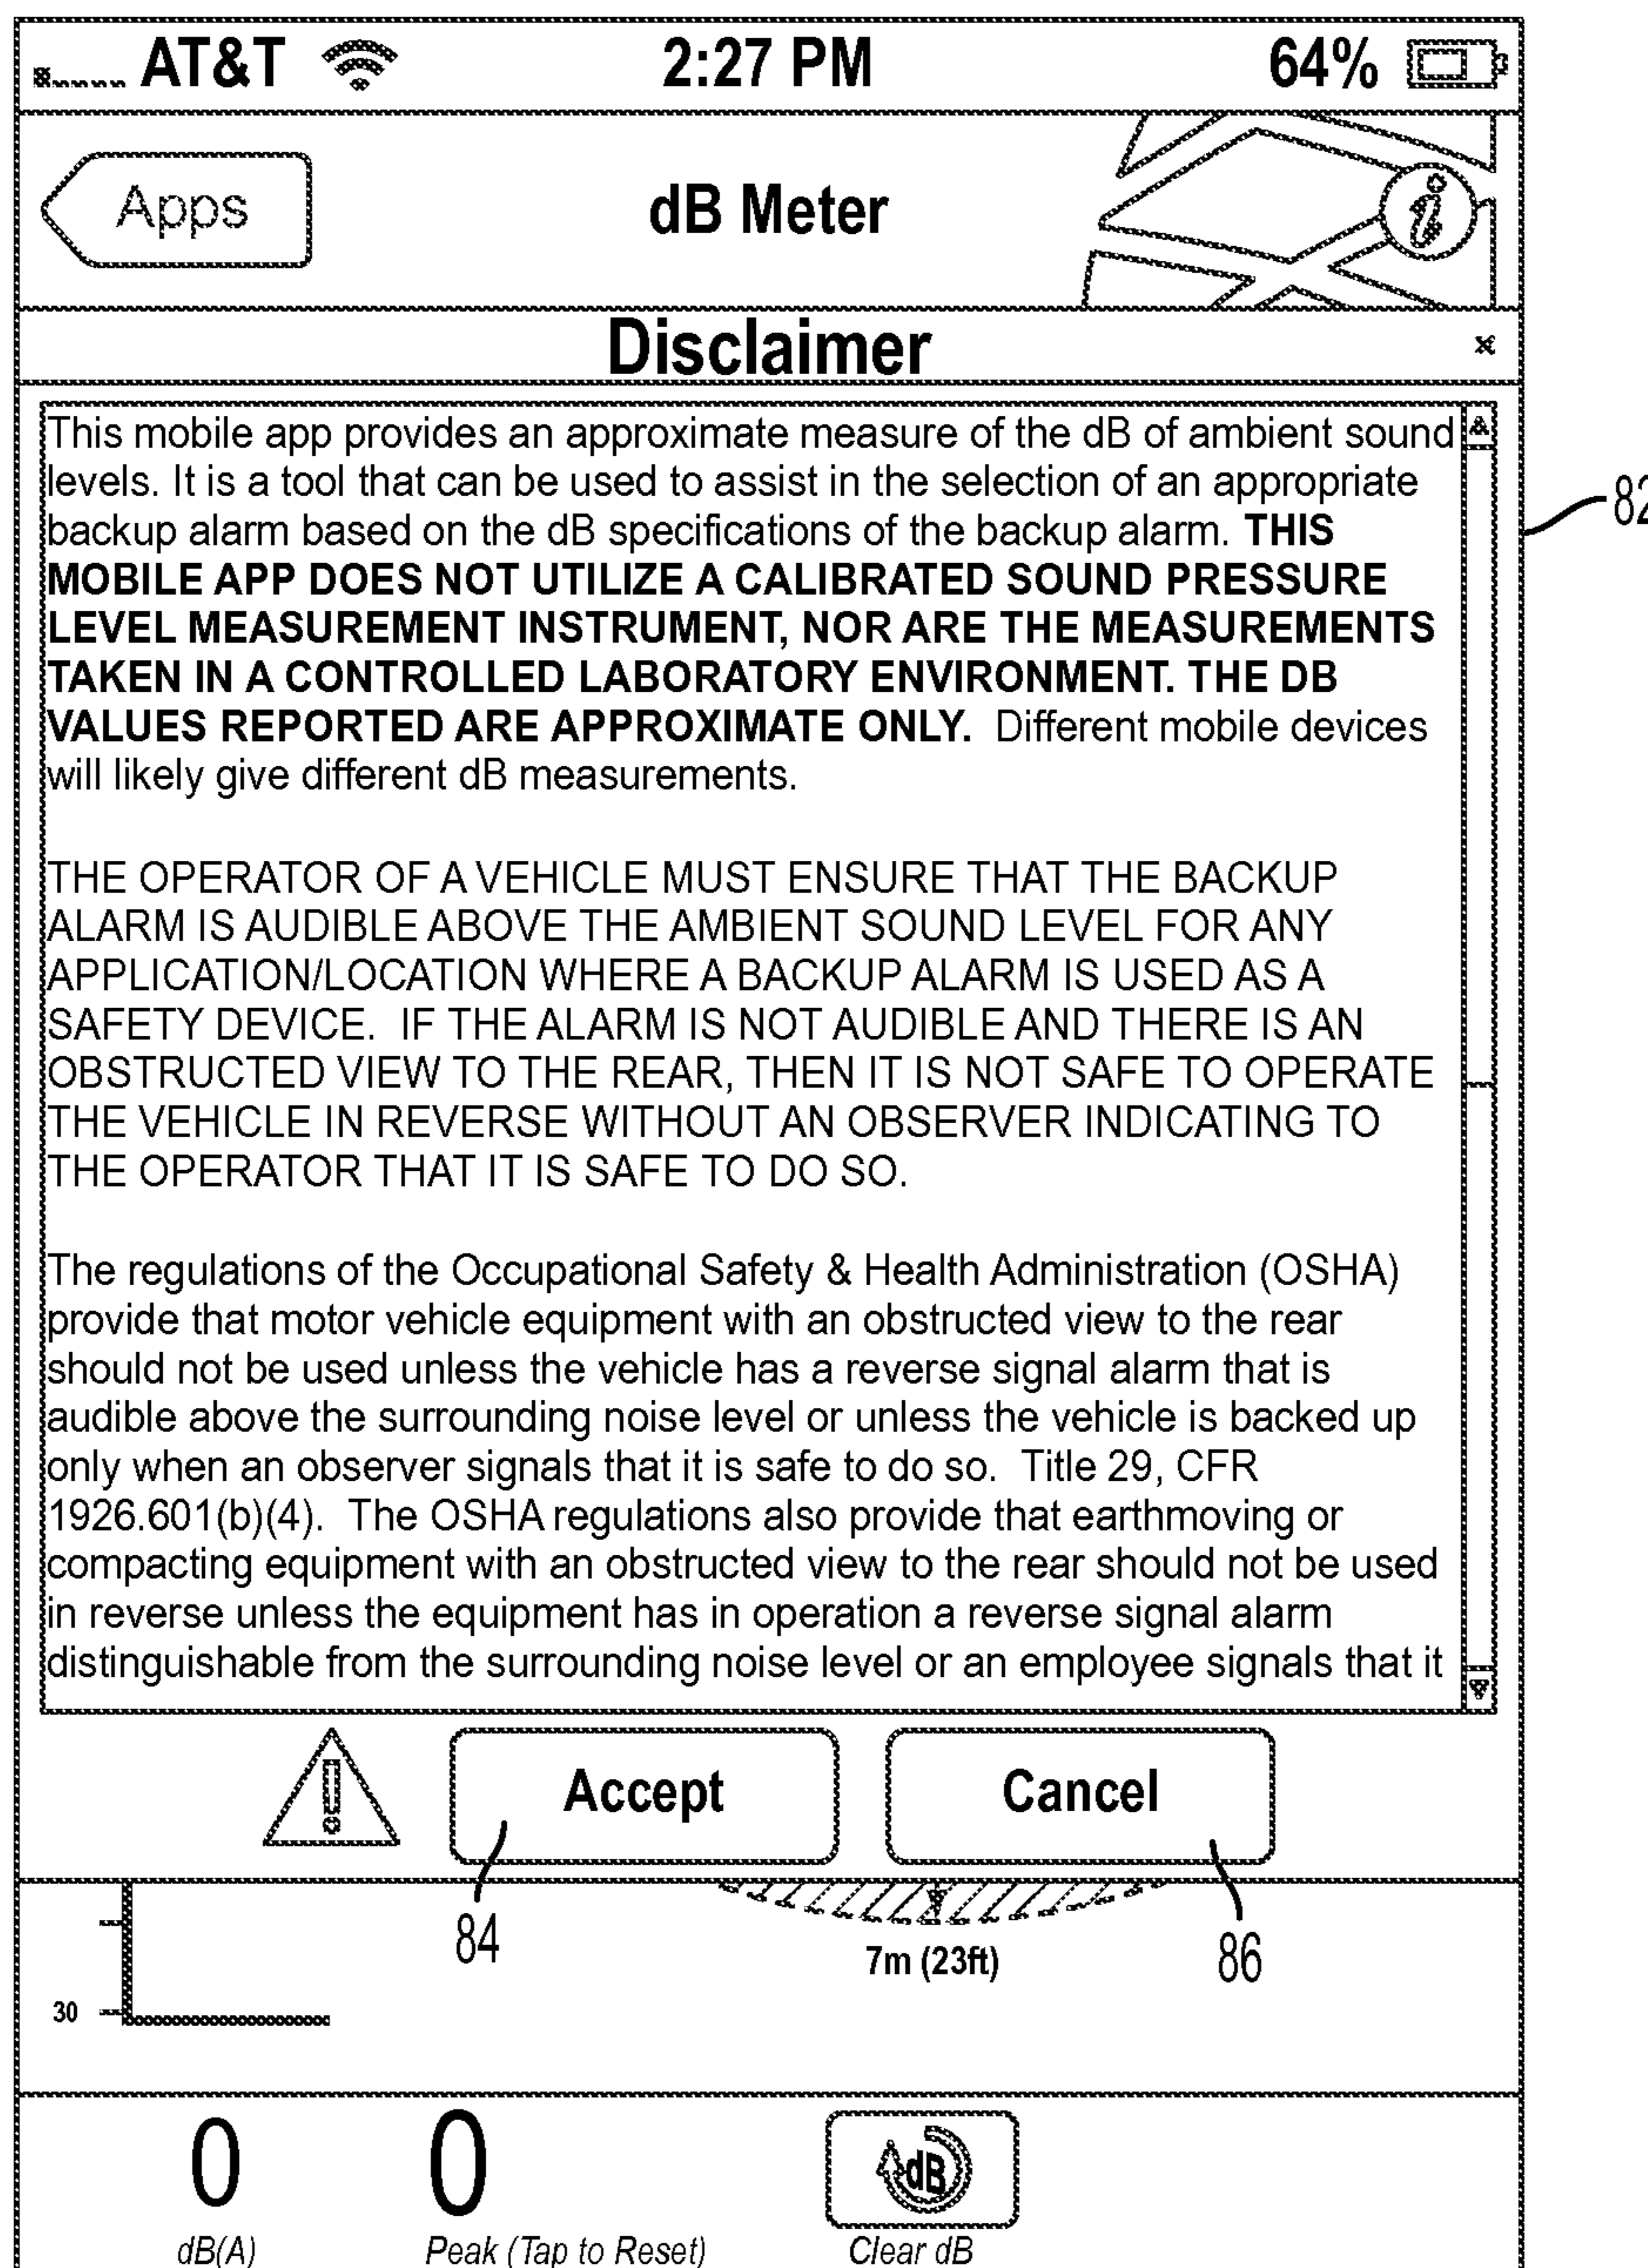 AT&T 2:27 PM 64%
Apps dB Meter i
Disclaimer x
This mobile app provides an approximate measure of the dB of ambient sound
levels. It is a tool that can be used to assist in the selection of an appropriate
backup alarm based on the dB specifications of the backup alarm. THIS
MOBILE APP DOES NOT UTILIZE A CALIBRATED SOUND PRESSURE
LEVEL MEASUREMENT INSTRUMENT, NOR ARE THE MEASUREMENTS
TAKEN IN A CONTROLLED LABORATORY ENVIRONMENT. THE DB
VALUES REPORTED ARE APPROXIMATE ONLY. Different mobile devices
will likely give different dB measurements.
THE OPERATOR OF A VEHICLE MUST ENSURE THAT THE BACKUP
ALARM IS AUDIBLE ABOVE THE AMBIENT SOUND LEVEL FOR ANY
APPLICATION/LOCATION WHERE A BACKUP ALARM IS USED AS A
SAFETY DEVICE. IF THE ALARM IS NOT AUDIBLE AND THERE IS AN
OBSTRUCTED VIEW TO THE REAR, THEN IT IS NOT SAFE TO OPERATE
THE VEHICLE IN REVERSE WITHOUT AN OBSERVER INDICATING TO
THE OPERATOR THAT IT IS SAFE TO DO SO.
The regulations of the Occupational Safety & Health Administration (OSHA)
provide that motor vehicle equipment with an obstructed view to the rear
should not be used unless the vehicle has a reverse signal alarm that is
audible above the surrounding noise level or unless the vehicle is backed up
only when an observer signals that it is safe to do so. Title 29, CFR
1926.601(b)(4). The OSHA regulations also provide that earthmoving or
compacting equipment with an obstructed view to the rear should not be used
in reverse unless the equipment has in operation a reverse signal alarm
distinguishable from the surrounding noise level or an employee signals that it
82
! Accept Cancel
84
7m (23ft)
86
30
0 0 dB
dB(A) Peak (Tap to Reset) Clear dB